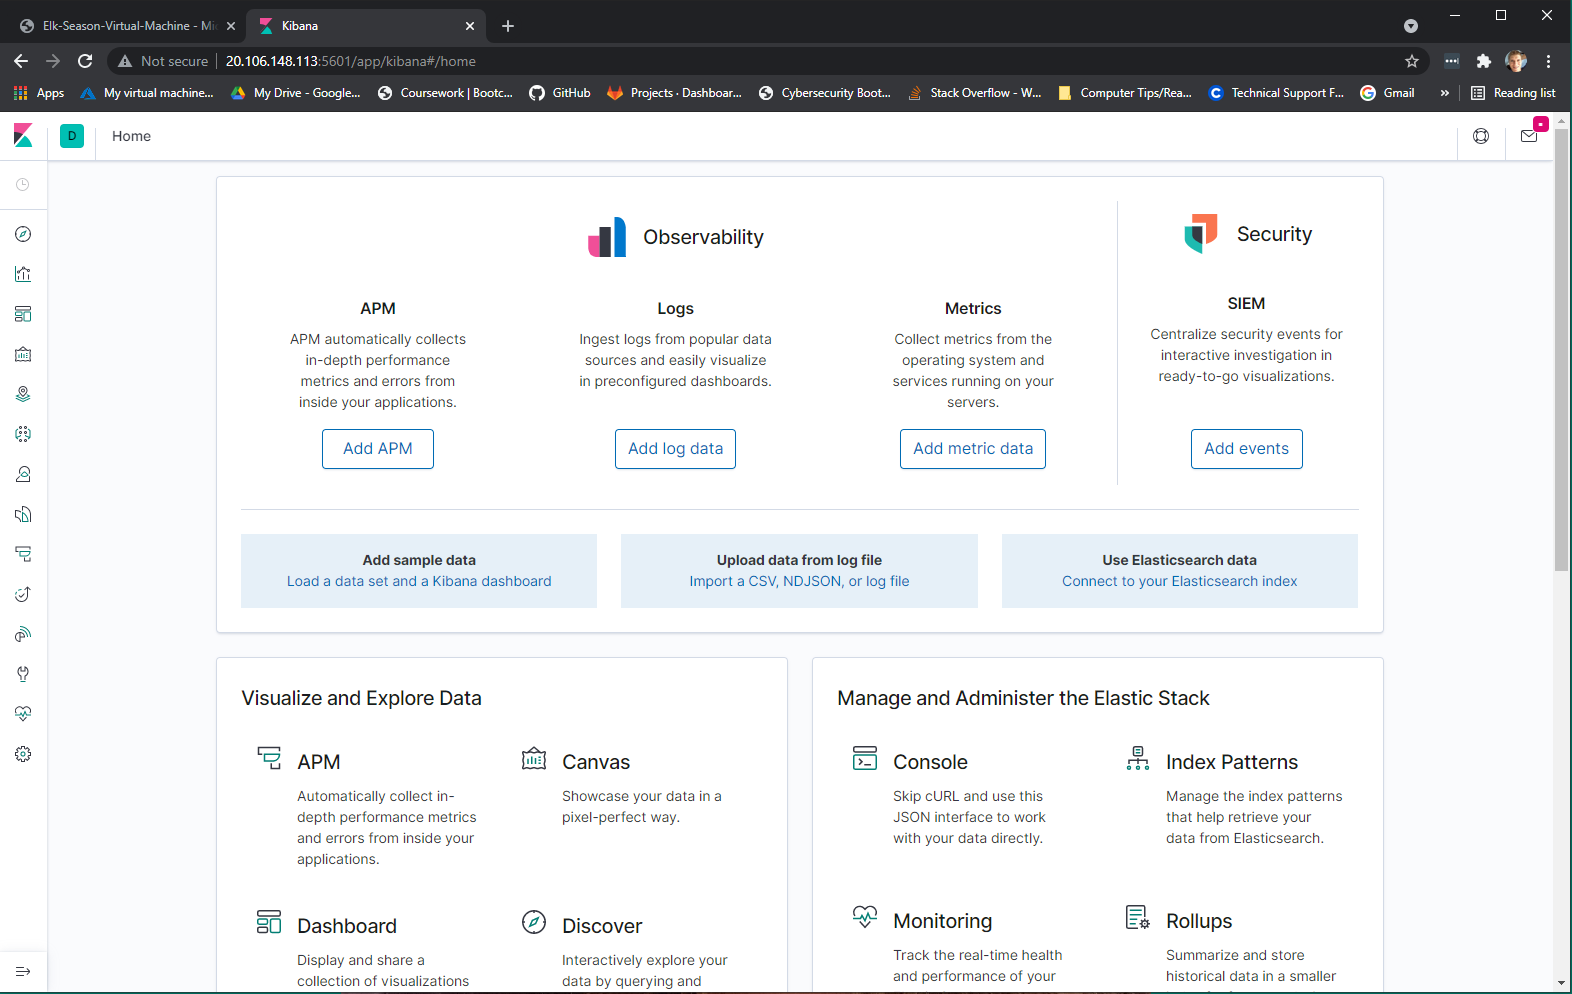 Elk-Season-Virtual-Machine - Mi
Kibana
Not secure
20.106.148.113:5601/app/kibana#/home
Apps
My virtual machine...
My Drive - Google...
Coursework | Bootc...
GitHub
Projects · Dashboar...
Cybersecurity Boot...
Stack Overflow - W...
Computer Tips/Rea...
Technical Support F...
Gmail
»
Reading list
D
Home
Observability
Security
APM
APM automatically collects
in-depth performance
metrics and errors from
inside your applications.
Add APM
Logs
Ingest logs from popular data
sources and easily visualize
in preconfigured dashboards.
Add log data
Metrics
Collect metrics from the
operating system and
services running on your
servers.
Add metric data
SIEM
Centralize security events for
interactive investigation in
ready-to-go visualizations.
Add events
Add sample data
Load a data set and a Kibana dashboard
Upload data from log file
Import a CSV, NDJSON, or log file
Use Elasticsearch data
Connect to your Elasticsearch index
Visualize and Explore Data
APM
Automatically collect in-
depth performance metrics
and errors from inside your
applications.
Canvas
Showcase your data in a
pixel-perfect way.
Dashboard
Display and share a
collection of visualizations
Discover
Interactively explore your
data by querying and
Manage and Administer the Elastic Stack
Console
Skip cURL and use this
JSON interface to work
with your data directly.
Index Patterns
Manage the index patterns
that help retrieve your
data from Elasticsearch.
Monitoring
Track the real-time health
and performance of your
Rollups
Summarize and store
historical data in a smaller